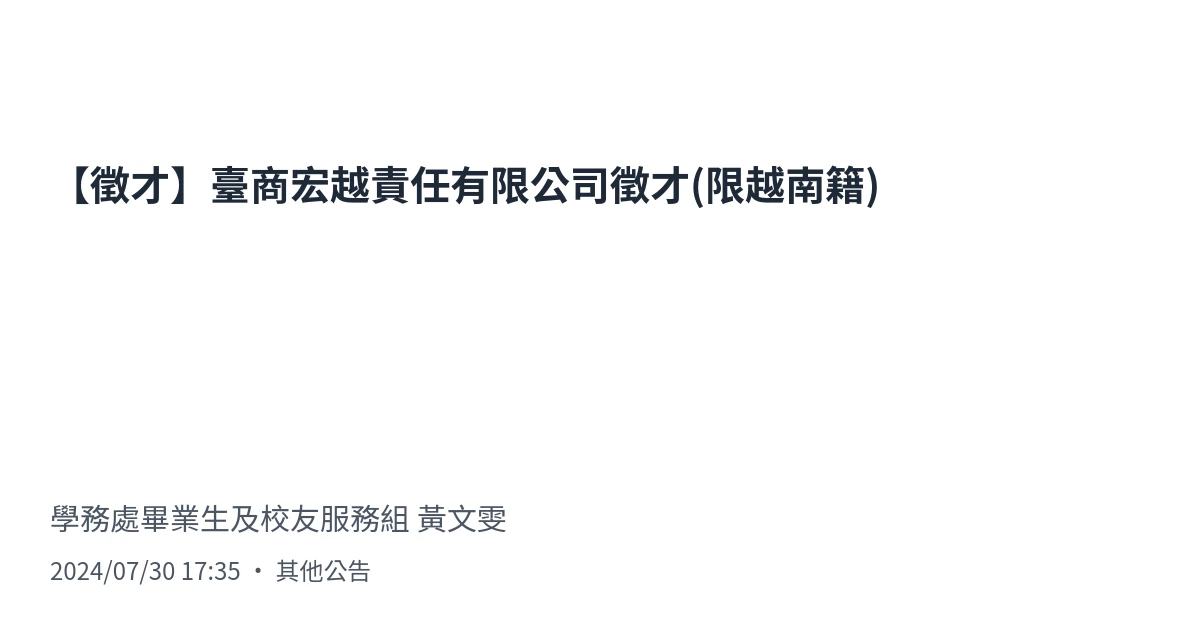 【徵才】臺商宏越責任有限公司徵才(限越南籍)
學務處畢業生及校友服務組 黃文雯
2024/07/30 17:35 • 其他公告